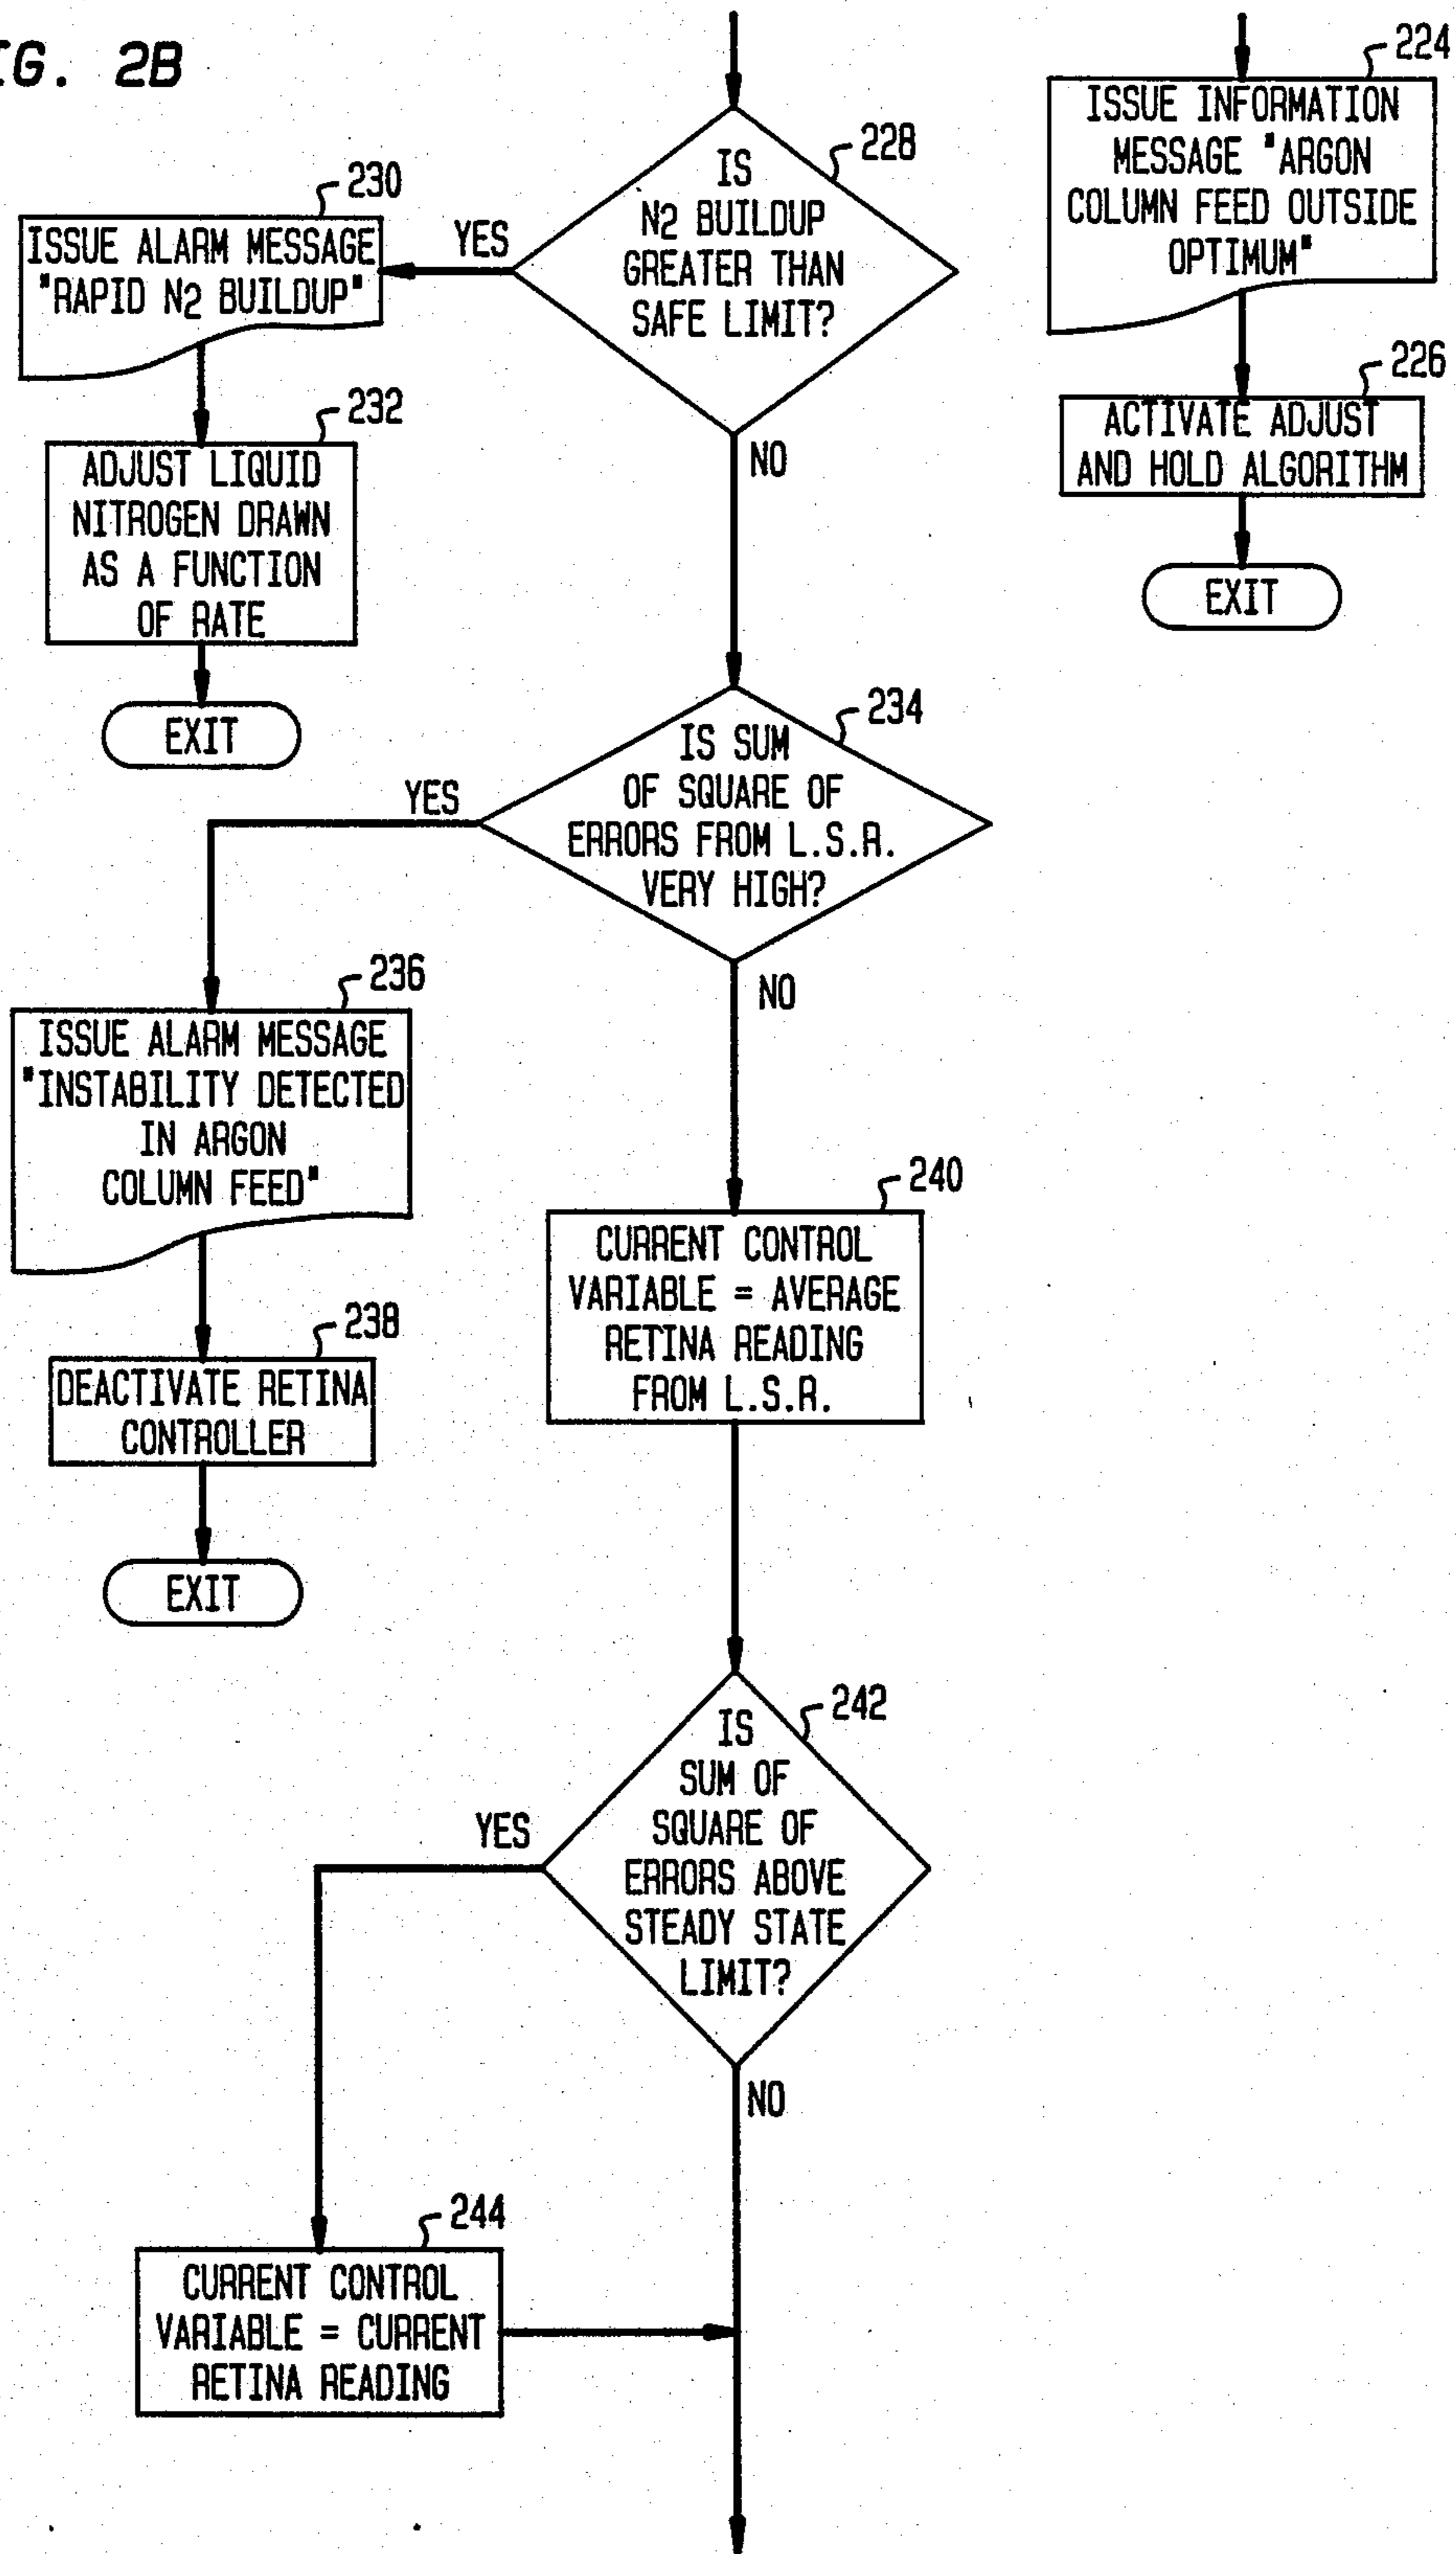 IG. 2B
228
IS
N2 BUILDUP
GREATER THAN
SAFE LIMIT?
YES
NO
230
ISSUE ALARM MESSAGE
"RAPID N2 BUILDUP"
232
ADJUST LIQUID
NITROGEN DRAWN
AS A FUNCTION
OF RATE
EXIT
224
ISSUE INFORMATION
MESSAGE "ARGON
COLUMN FEED OUTSIDE
OPTIMUM"
226
ACTIVATE ADJUST
AND HOLD ALGORITHM
EXIT
234
IS SUM
OF SQUARE OF
ERRORS FROM L.S.R.
VERY HIGH?
YES
NO
236
ISSUE ALARM MESSAGE
"INSTABILITY DETECTED
IN ARGON
COLUMN FEED"
238
DEACTIVATE RETINA
CONTROLLER
EXIT
240
CURRENT CONTROL
VARIABLE = AVERAGE
RETINA READING
FROM L.S.R.
242
IS
SUM OF
SQUARE OF
ERRORS ABOVE
STEADY STATE
LIMIT?
YES
NO
244
CURRENT CONTROL
VARIABLE = CURRENT
RETINA READING